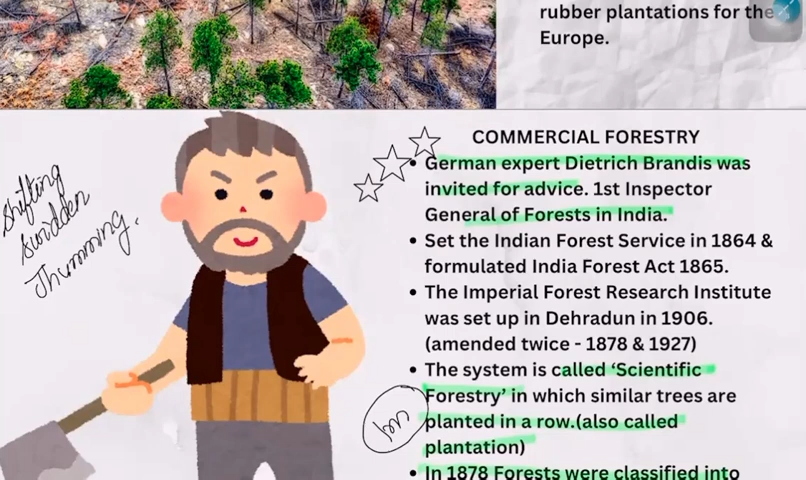 rubber plantations for the
Europe.
COMMERCIAL FORESTRY
• German expert Dietrich Brandis was
invited for advice. 1st Inspector
General of Forests in India.
• Set the Indian Forest Service in 1864 &
formulated India Forest Act 1865.
• The Imperial Forest Research Institute
was set up in Dehradun in 1906.
(amended twice - 1878 & 1927)
• The system is called ‘Scientific
Forestry’ in which similar trees are
planted in a row.(also called
plantation)
• In 1878 Forests were classified into
Shifting
Swidden
Jhumming.